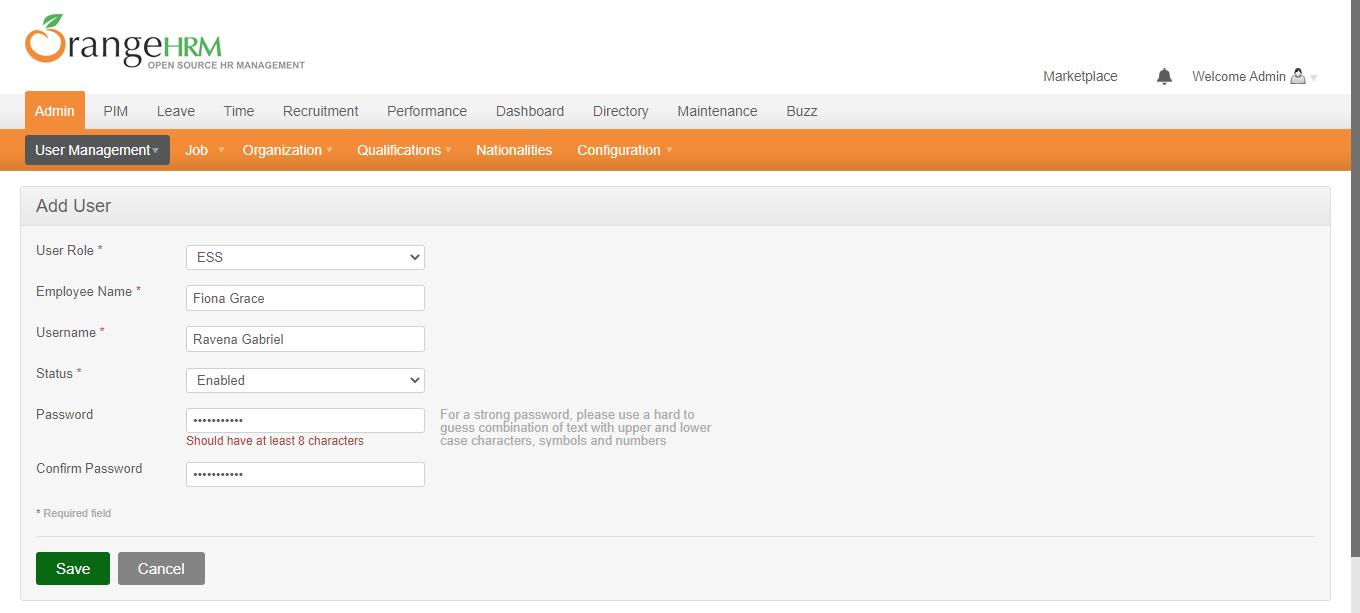 OrangeHRM
OPEN SOURCE HR MANAGEMENT
Marketplace Welcome Admin
Admin PIM Leave Time Recruitment Performance Dashboard Directory Maintenance Buzz
User Management Job Organization Qualifications Nationalities Configuration
Add User
User Role * ESS
Employee Name * Fiona Grace
Username * Ravena Gabriel
Status * Enabled
Password •••••••••••
Should have at least 8 characters
For a strong password, please use a hard to
guess combination of text with upper and lower
case characters, symbols and numbers
Confirm Password •••••••••••
* Required field
Save Cancel